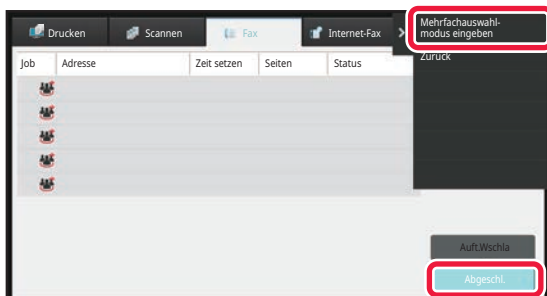 Drucken
Scannen
Fax
Internet-Fax
Mehrfachauswahl-
modus eingeben
Job
Adresse
Zeit setzen
Seiten
Status
Zurück
Auft.Wschla
Abgeschl.